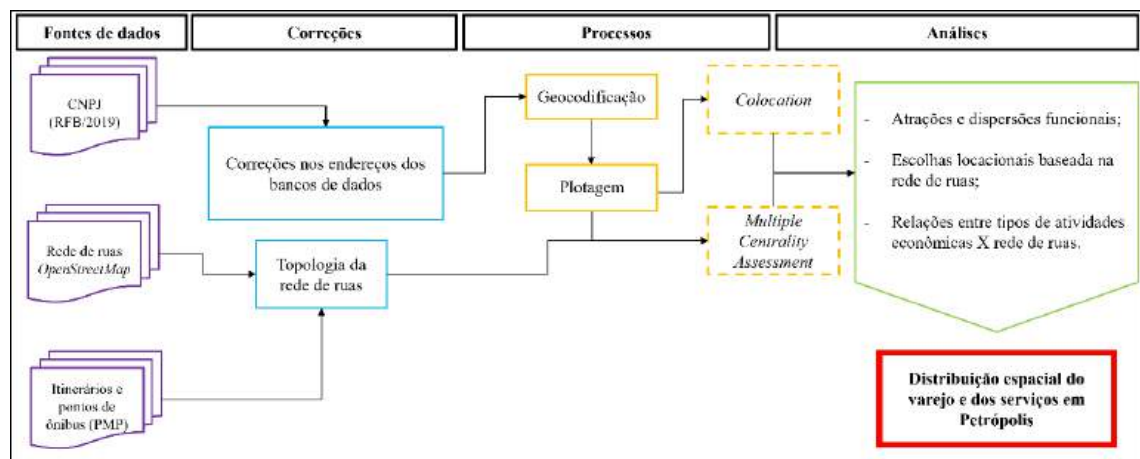 Fontes de dados
Correções
Processos
Análises
CNPJ
(RFB/2019)
Correções nos endereços dos
bancos de dados
Geocodificação
Plotagem
Colocation
Multiple
Centrality
Assessment
- Atrações e dispersões funcionais;
- Escolhas locacionais baseada na
rede de ruas;
- Relações entre tipos de atividades
econômicas X rede de ruas.
Rede de ruas
OpenStreetMap
Topologia da
rede de ruas
Itinerários e
pontos de
ônibus (PMP)
Distribuição espacial do
varejo e dos serviços em
Petrópolis